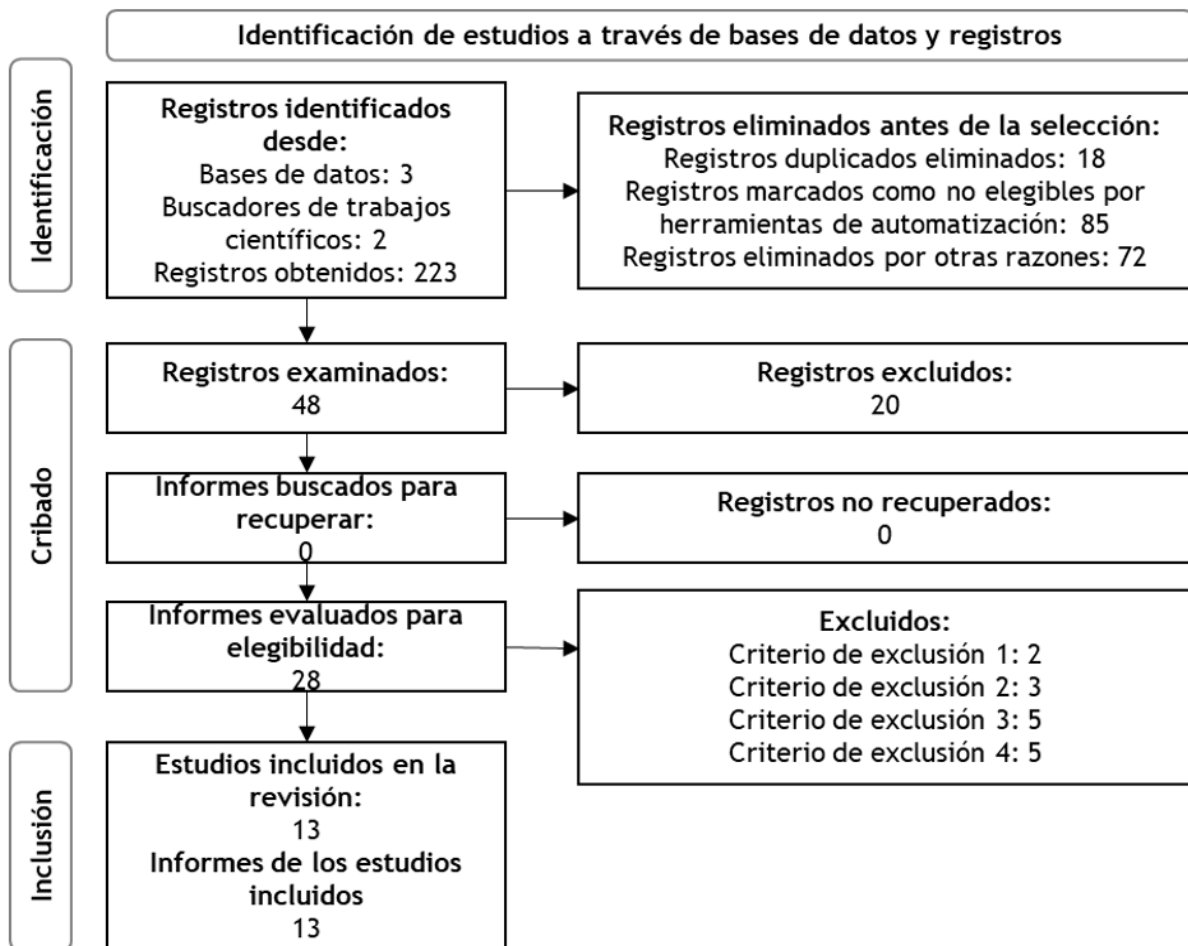 Identificación de estudios a través de bases de datos y registros
Identificación
Registros identificados
desde:
Bases de datos: 3
Buscadores de trabajos
científicos: 2
Registros obtenidos: 223
Registros eliminados antes de la selección:
Registros duplicados eliminados: 18
Registros marcados como no elegibles por
herramientas de automatización: 85
Registros eliminados por otras razones: 72
Cribado
Registros examinados:
48
Registros excluidos:
20
Informes buscados para
recuperar:
0
Registros no recuperados:
0
Informes evaluados para
elegibilidad:
28
Excluidos:
Criterio de exclusión 1: 2
Criterio de exclusión 2: 3
Criterio de exclusión 3: 5
Criterio de exclusión 4: 5
Inclusión
Estudios incluidos en la
revisión:
13
Informes de los estudios
incluidos
13